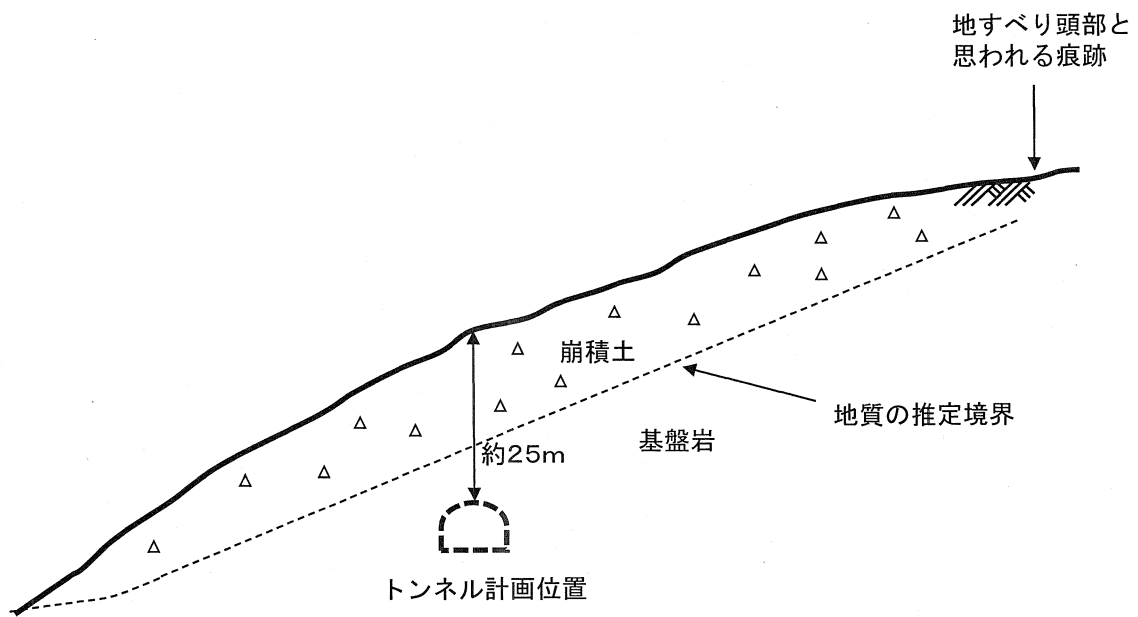 地すべり頭部と
思われる痕跡
崩積土
地質の推定境界
約25m
基盤岩
トンネル計画位置